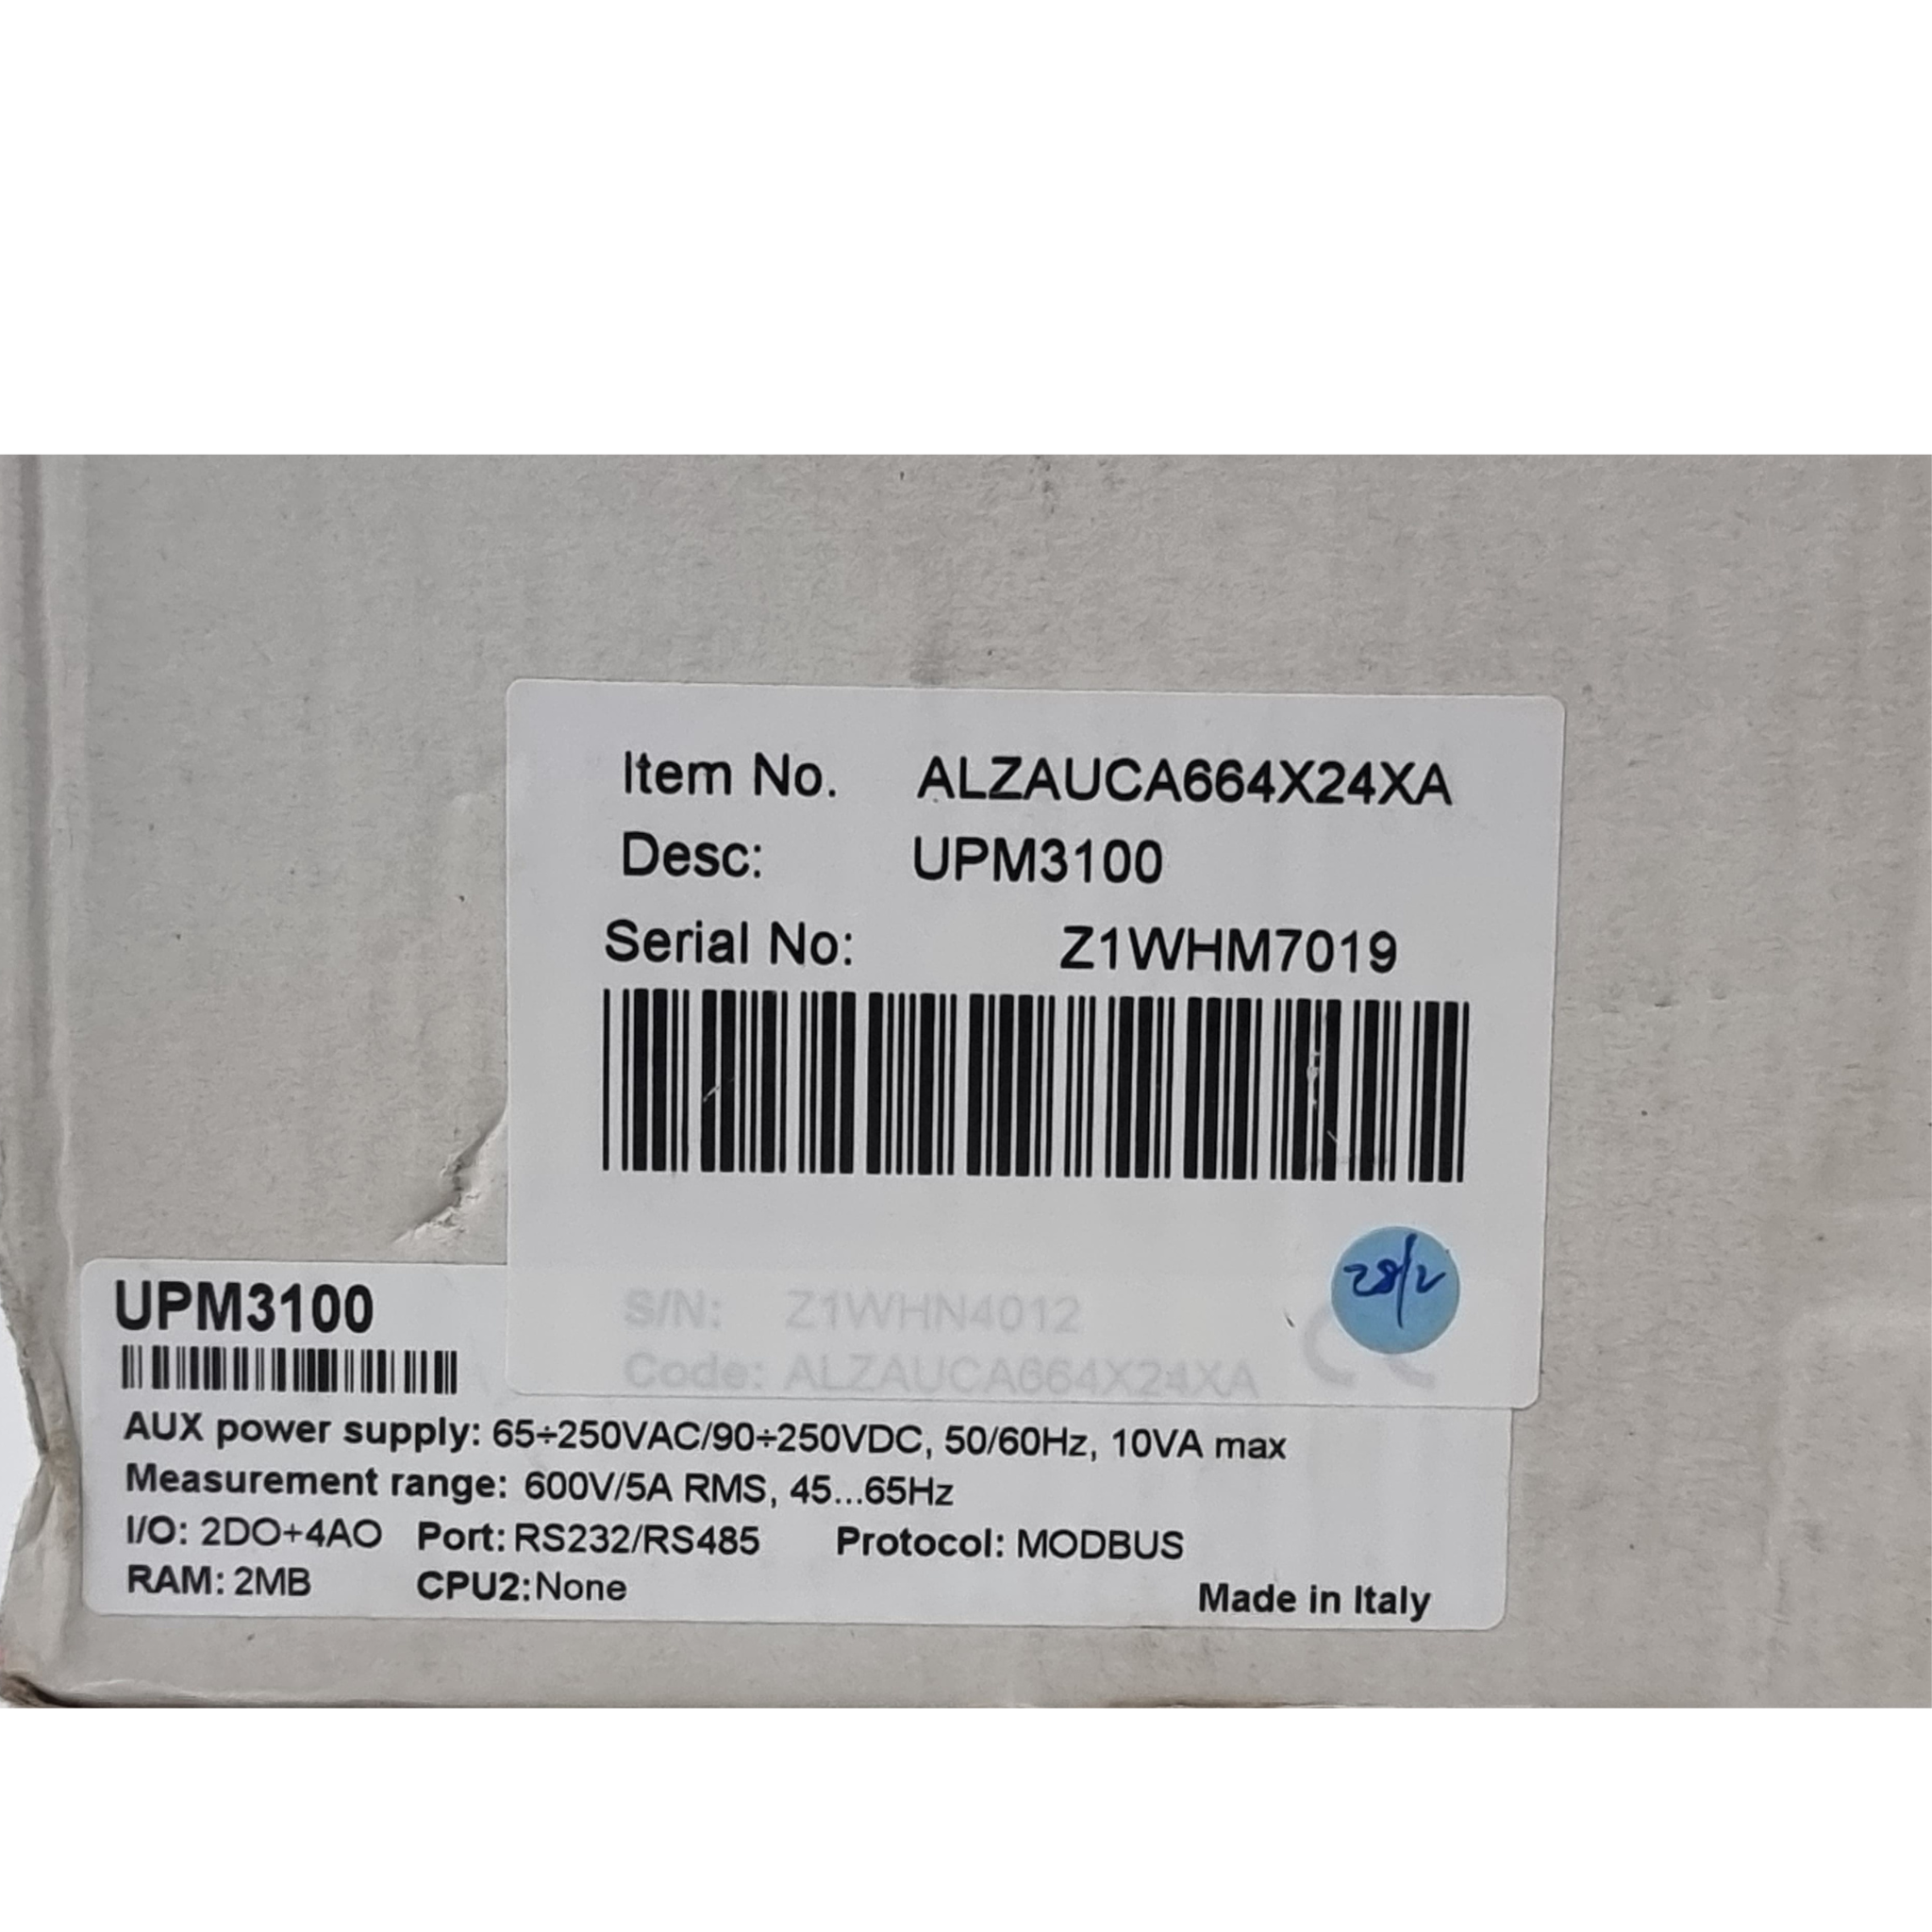 Item No. ALZAUCA664X24XA
Desc: UPM3100
Serial No: Z1WHM7019
28/2
UPM3100
S/N: Z1WHN4012
Code: ALZAUCA664X24XA
AUX power supply: 65÷250VAC/90÷250VDC, 50/60Hz, 10VA max
Measurement range: 600V/5A RMS, 45...65Hz
I/O: 2DO+4AO Port: RS232/RS485 Protocol: MODBUS
RAM: 2MB CPU2: None
Made in Italy